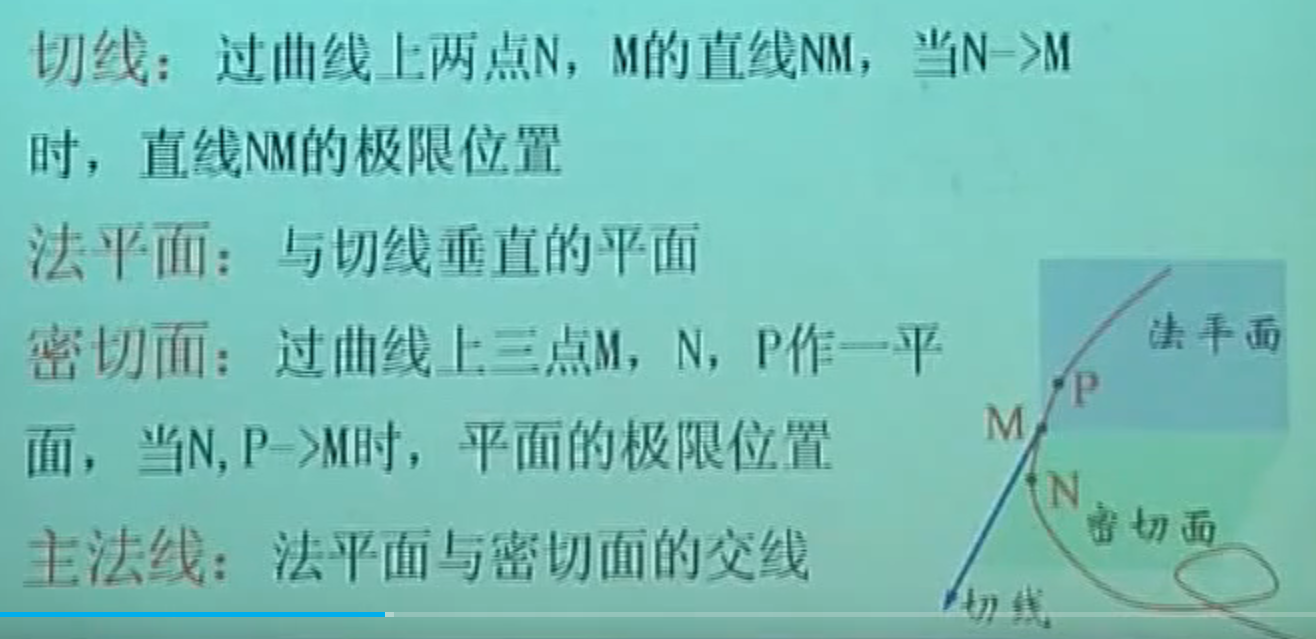 切线：过曲线上两点N，M的直线NM，当N->M
时，直线NM的极限位置
法平面：与切线垂直的平面
密切面：过曲线上三点M，N，P作一平
面，当N,P->M时，平面的极限位置
主法线：法平面与密切面的交线
法平面
P
M
N
密切面
切线